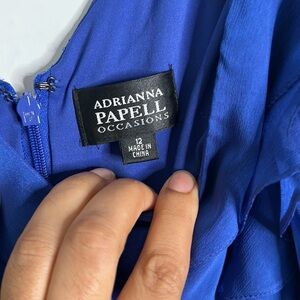 ADRIANNA
PAPELL
OCCASIONS
12
MADE IN
CHINA